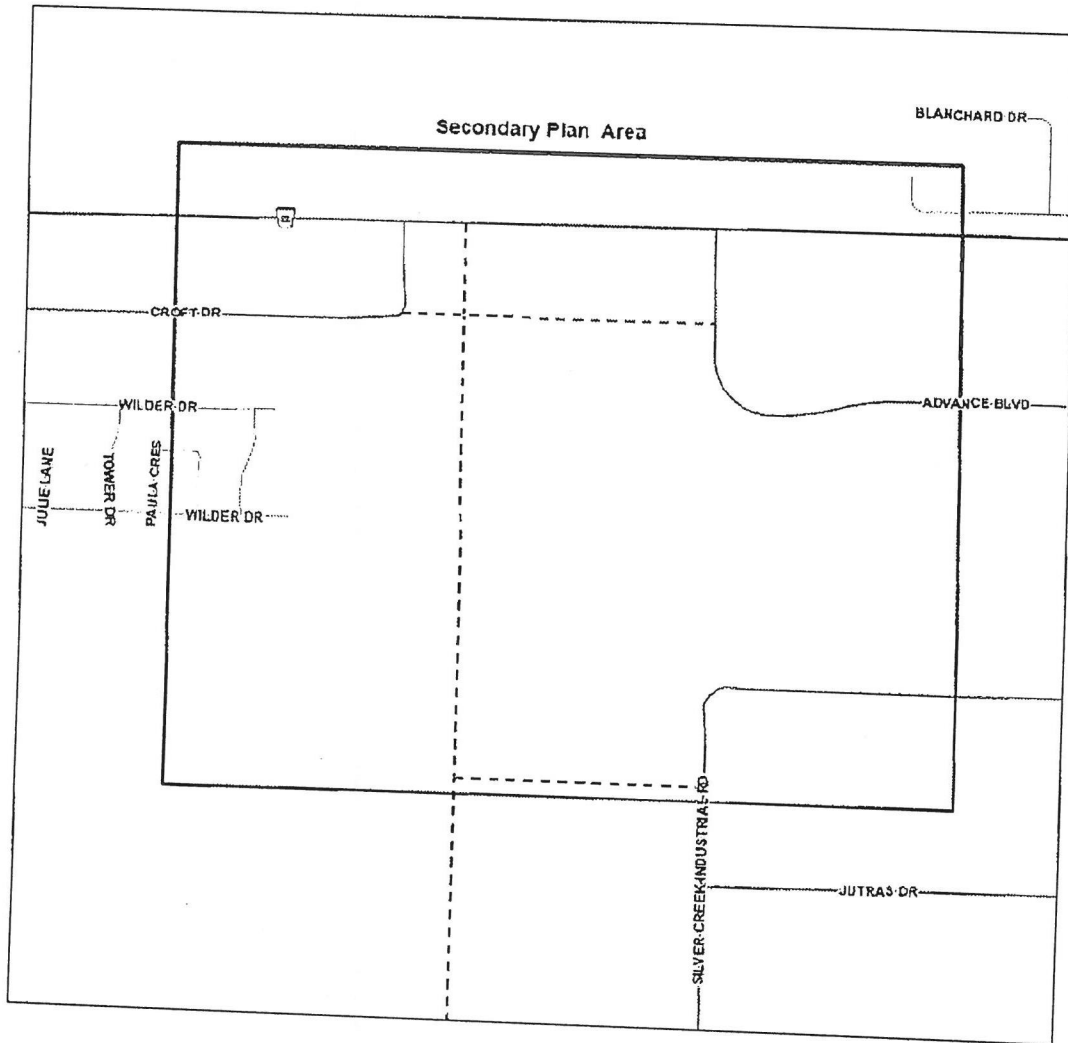 BLANCHARD DR
Secondary Plan Area
CROFT DR
WILDER DR
ADVANCE BLVD
JULIE LANE
TOWER DR
PAULA CRES
WILDER DR
SILVER CREEK INDUSTRIAL RD
JUTRAS DR